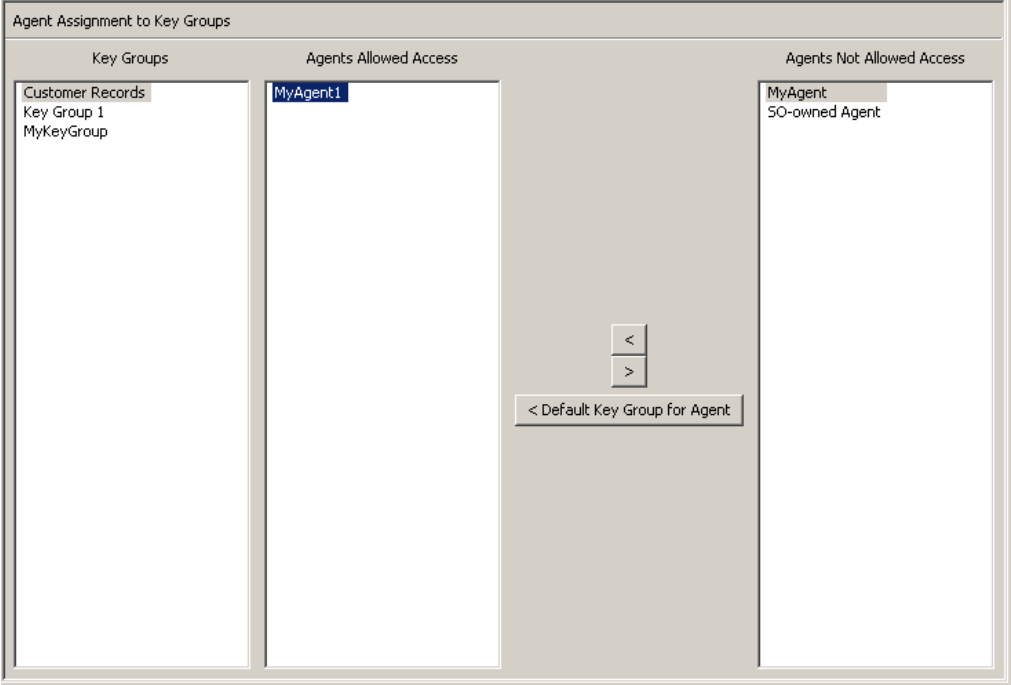 Agent Assignment to Key Groups
Key Groups
Agents Allowed Access
Agents Not Allowed Access
Customer Records
Key Group 1
MyKeyGroup
MyAgent1
MyAgent
SO-owned Agent
<
>
< Default Key Group for Agent